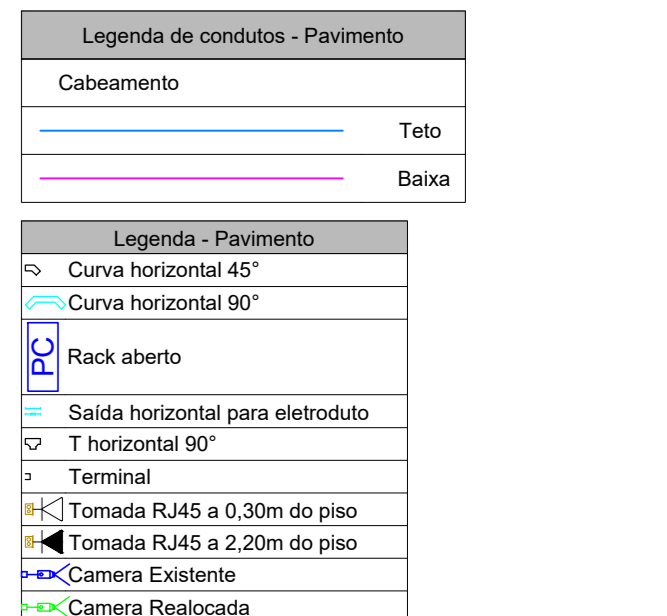 Legenda de condutos - Pavimento
Cabeamento
Teto
Baixa
Legenda - Pavimento
Curva horizontal 45°
Curva horizontal 90°
PC
Rack aberto
Saída horizontal para eletroduto
T horizontal 90°
Terminal
Tomada RJ45 a 0,30m do piso
Tomada RJ45 a 2,20m do piso
Camera Existente
Camera Realocada